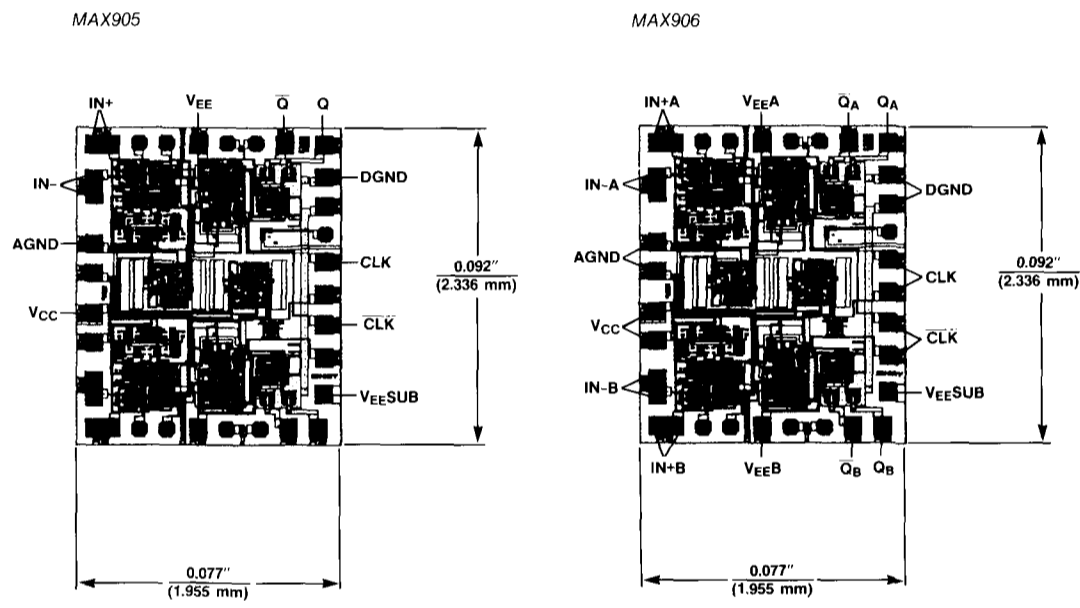 MAX905
IN+
VEE
Q̅
Q
IN−
DGND
AGND
CLK
VCC
C̅L̅K̅
VEESUB
0.092"
(2.336 mm)
0.077"
(1.955 mm)
MAX906
IN+A
VEEA
Q̅A
QA
IN−A
DGND
AGND
CLK
VCC
C̅L̅K̅
IN−B
VEESUB
IN+B
VEEB
Q̅B
QB
0.092"
(2.336 mm)
0.077"
(1.955 mm)